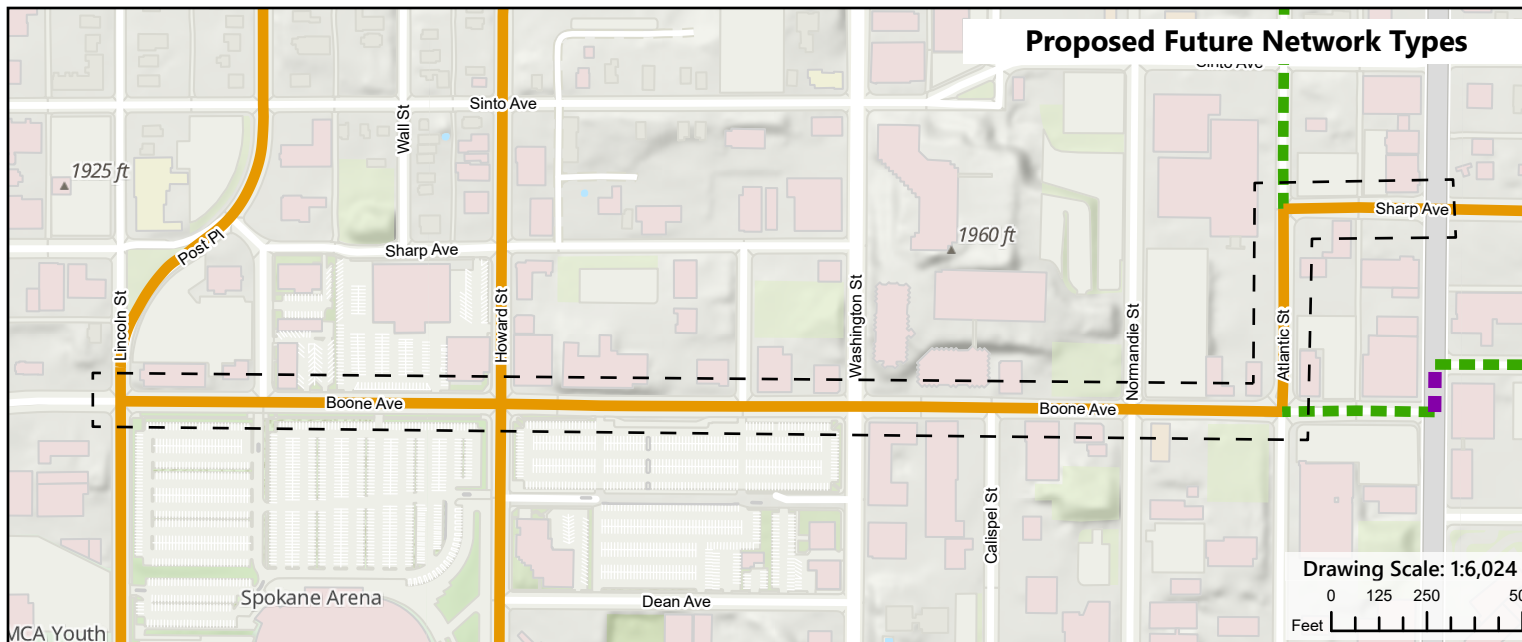 Proposed Future Network Types
Sinto Ave
Sinto Ave
Wall St
1925 ft
Post Pl
Sharp Ave
Sharp Ave
1960 ft
Lincoln St
Howard St
Washington St
Normandie St
Atlantic St
Boone Ave
Boone Ave
Calispel St
Drawing Scale: 1:6,024
0 125 250 50
Feet
Spokane Arena
Dean Ave
MCA Youth